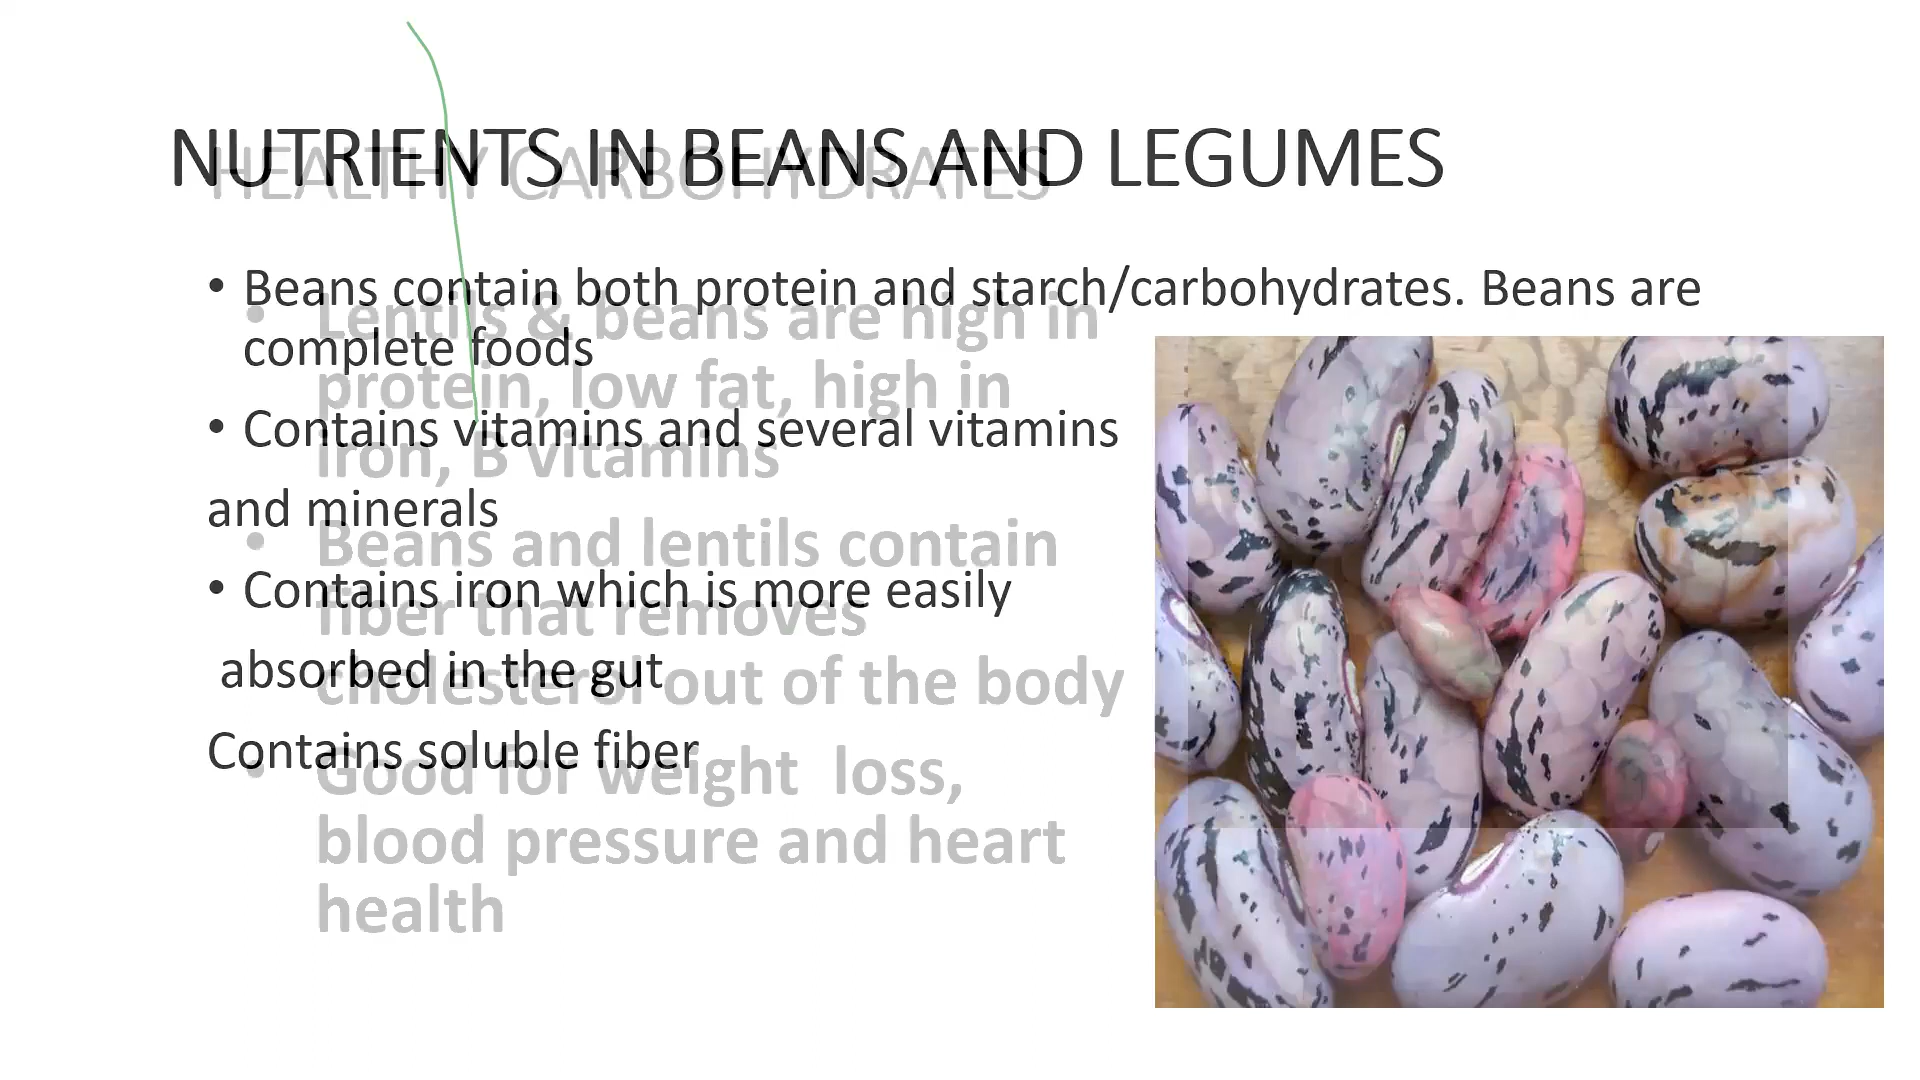 NUTRIENTS IN BEANS AND LEGUMES
• Beans contain both protein and starch/carbohydrates. Beans are
complete foods
• Contains vitamins and several vitamins
and minerals
• Contains iron which is more easily
absorbed in the gut
Contains soluble fiber
HEALTHY CARBOHYDRATES
• Lentils & beans are high in
protein, low fat, high in
iron, B vitamins
• Beans and lentils contain
fiber that removes
cholesterol out of the body
• Good for weight loss,
blood pressure and heart
health